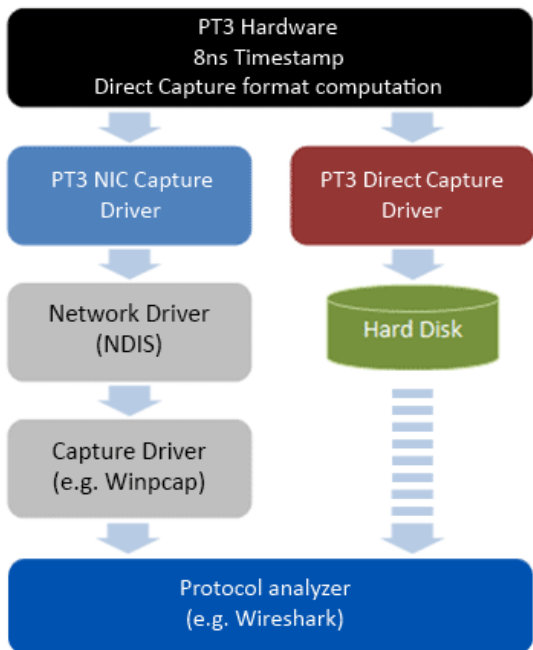 PT3 Hardware
8ns Timestamp
Direct Capture format computation
PT3 NIC Capture
Driver
PT3 Direct Capture
Driver
Network Driver
(NDIS)
Hard Disk
Capture Driver
(e.g. Winpcap)
Protocol analyzer
(e.g. Wireshark)